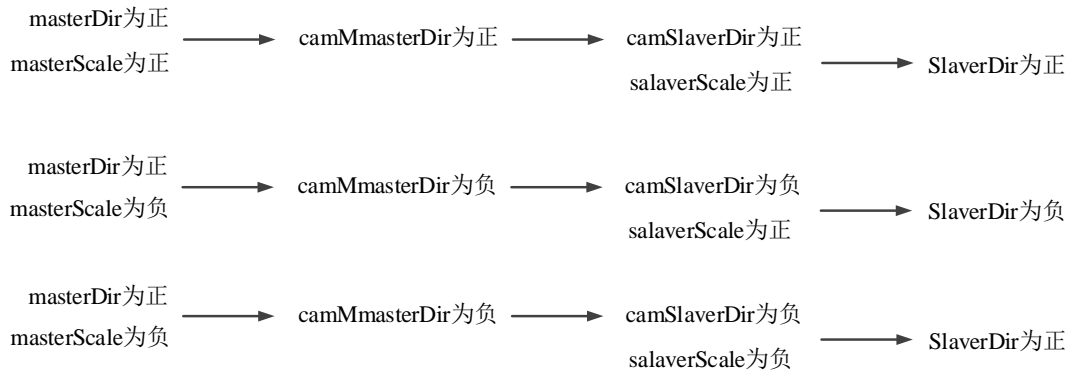 masterDir为正
masterScale为正
camMmasterDir为正
camSlaverDir为正
salaverScale为正
SlaverDir为正
masterDir为正
masterScale为负
camMmasterDir为负
camSlaverDir为负
salaverScale为正
SlaverDir为负
masterDir为正
masterScale为负
camMmasterDir为负
camSlaverDir为负
salaverScale为负
SlaverDir为正